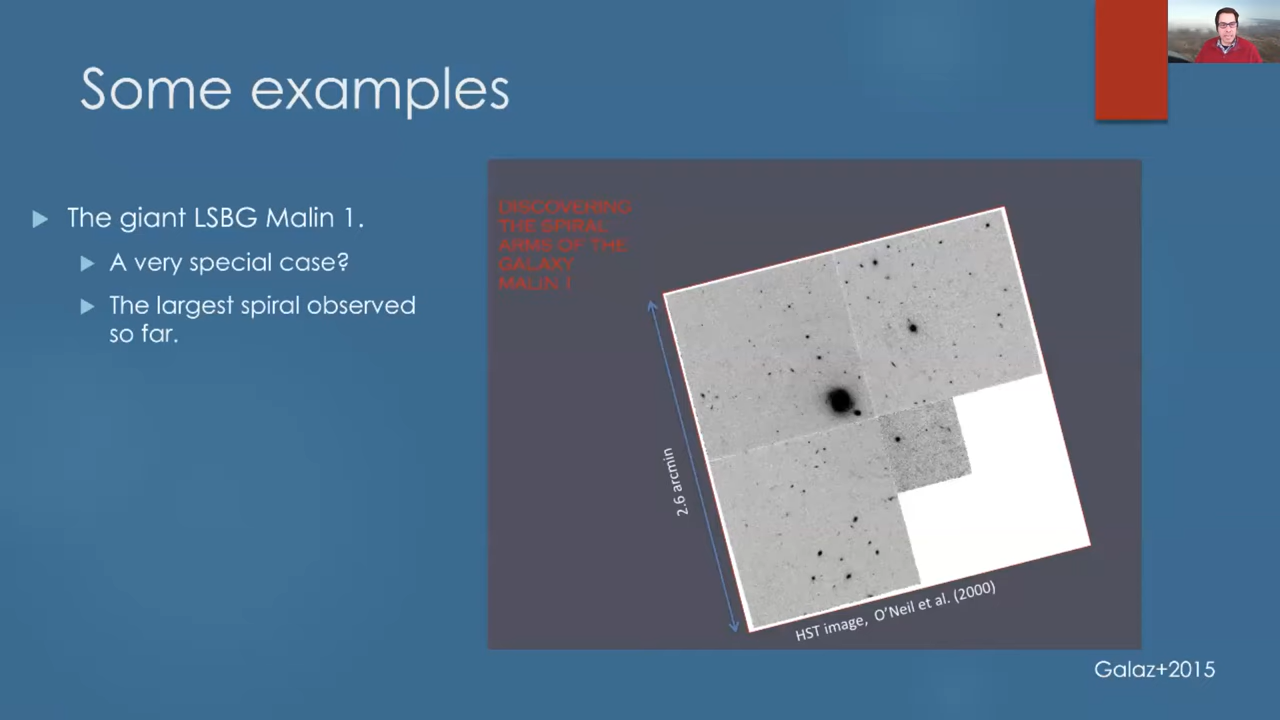 Some examples
The giant LSBG Malin 1.
A very special case?
The largest spiral observed
so far.
DISCOVERING
THE SPIRAL
ARMS OF THE
GALAXY
MALIN 1
2.6 arcmin
HST image, O'Neil et al. (2000)
Galaz+2015